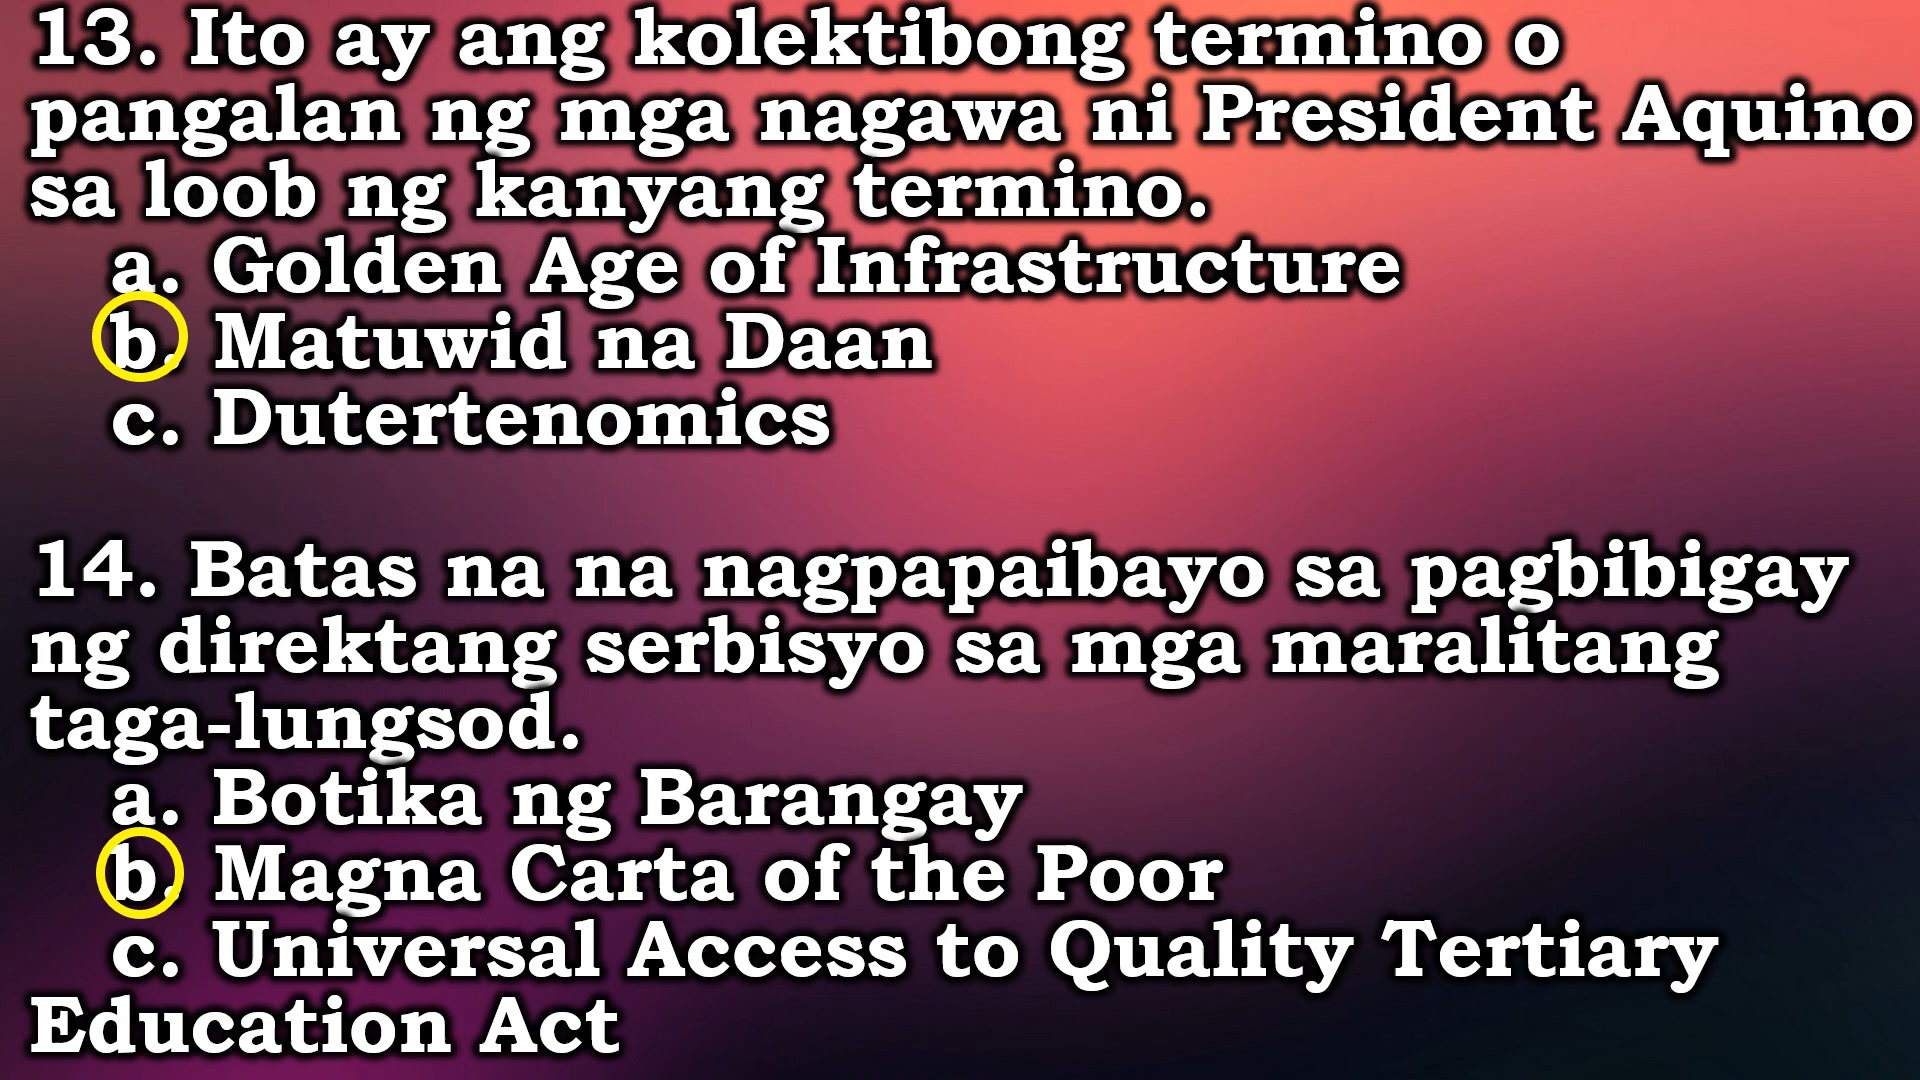 13. Ito ay ang kolektibong termino o
pangalan ng mga nagawa ni President Aquino
sa loob ng kanyang termino.
a. Golden Age of Infrastructure
b. Matuwid na Daan
c. Dutertenomics
14. Batas na na nagpapaibayo sa pagbibigay
ng direktang serbisyo sa mga maralitang
taga-lungsod.
a. Botika ng Barangay
b. Magna Carta of the Poor
c. Universal Access to Quality Tertiary
Education Act